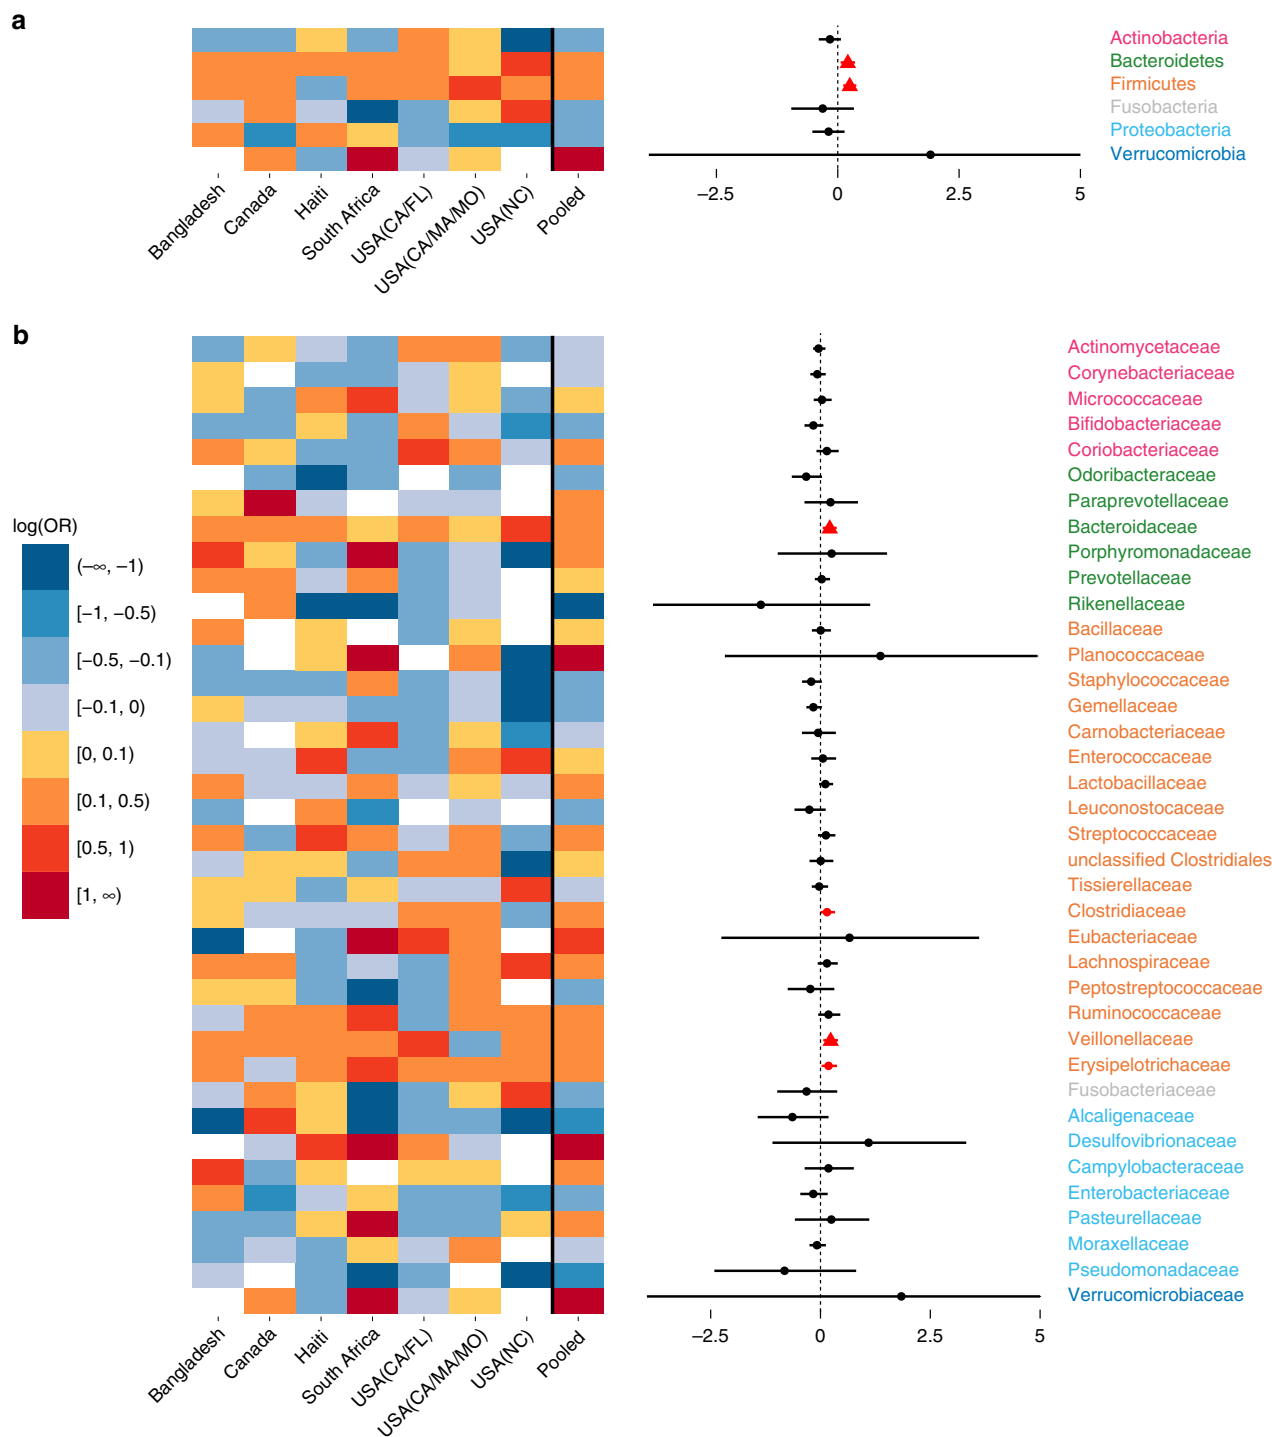 a
Actinobacteria
Bacteroidetes
Firmicutes
Fusobacteria
Proteobacteria
Verrucomicrobia
−2.5 0 2.5 5
Bangladesh
Canada
Haiti
South Africa
USA(CA/FL)
USA(CA/MA/MO)
USA(NC)
Pooled
b
log(OR)
(−∞, −1)
[−1, −0.5)
[−0.5, −0.1)
[−0.1, 0)
[0, 0.1)
[0.1, 0.5)
[0.5, 1)
[1, ∞)
Actinomycetaceae
Corynebacteriaceae
Micrococcaceae
Bifidobacteriaceae
Coriobacteriaceae
Odoribacteraceae
Paraprevotellaceae
Bacteroidaceae
Porphyromonadaceae
Prevotellaceae
Rikenellaceae
Bacillaceae
Planococcaceae
Staphylococcaceae
Gemellaceae
Carnobacteriaceae
Enterococcaceae
Lactobacillaceae
Leuconostocaceae
Streptococcaceae
unclassified Clostridiales
Tissierellaceae
Clostridiaceae
Eubacteriaceae
Lachnospiraceae
Peptostreptococcaceae
Ruminococcaceae
Veillonellaceae
Erysipelotrichaceae
Fusobacteriaceae
Alcaligenaceae
Desulfovibrionaceae
Campylobacteraceae
Enterobacteriaceae
Pasteurellaceae
Moraxellaceae
Pseudomonadaceae
Verrucomicrobiaceae
−2.5 0 2.5 5
Bangladesh
Canada
Haiti
South Africa
USA(CA/FL)
USA(CA/MA/MO)
USA(NC)
Pooled